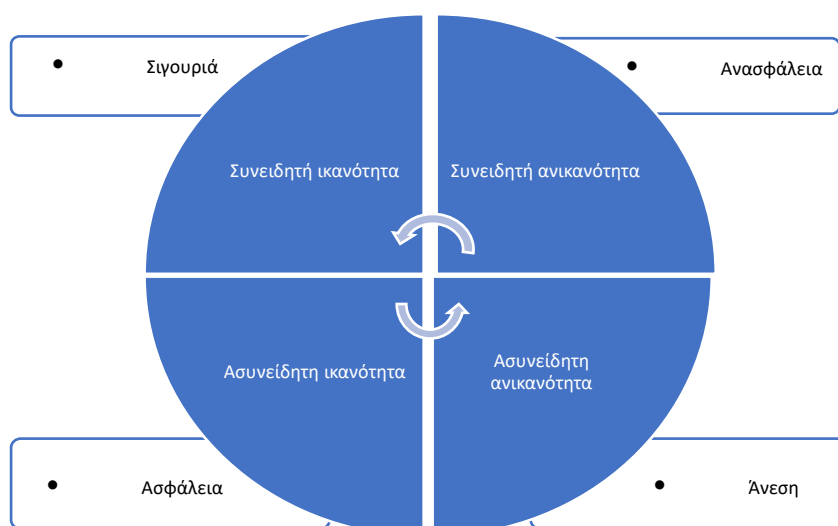 • Σιγουριά
• Ανασφάλεια
Συνειδητή ικανότητα
Συνειδητή ανικανότητα
Ασυνείδητη ικανότητα
Ασυνείδητη
ανικανότητα
• Ασφάλεια
• Άνεση